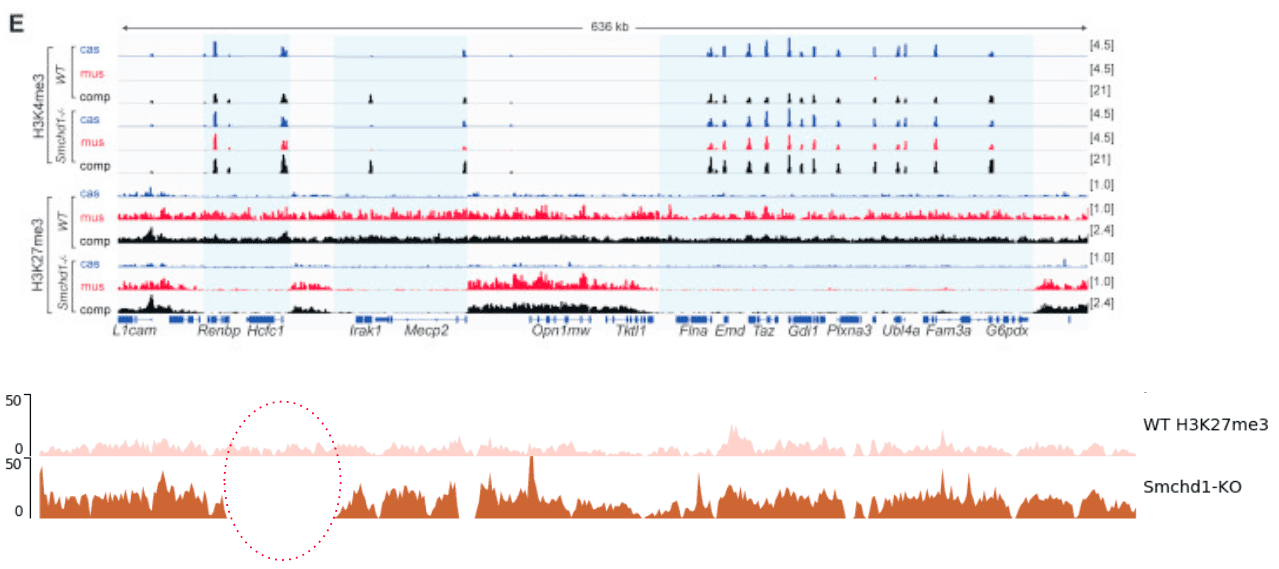 E
636 kb
H3K4me3
WT
cas [4.5]
mus [4.5]
comp [21]
Smchd1-/-
cas [4.5]
mus [4.5]
comp [21]
H3K27me3
WT
cas [1.0]
mus [1.0]
comp [2.4]
Smchd1-/-
cas [1.0]
mus [1.0]
comp [2.4]
L1cam Renbp Hcfc1 Irak1 Mecp2 Opn1mw Tktl1 Flna Emd Taz Gdi1 Plxna3 Ubl4a Fam3a G6pdx
50
0
WT H3K27me3
50
0
Smchd1-KO